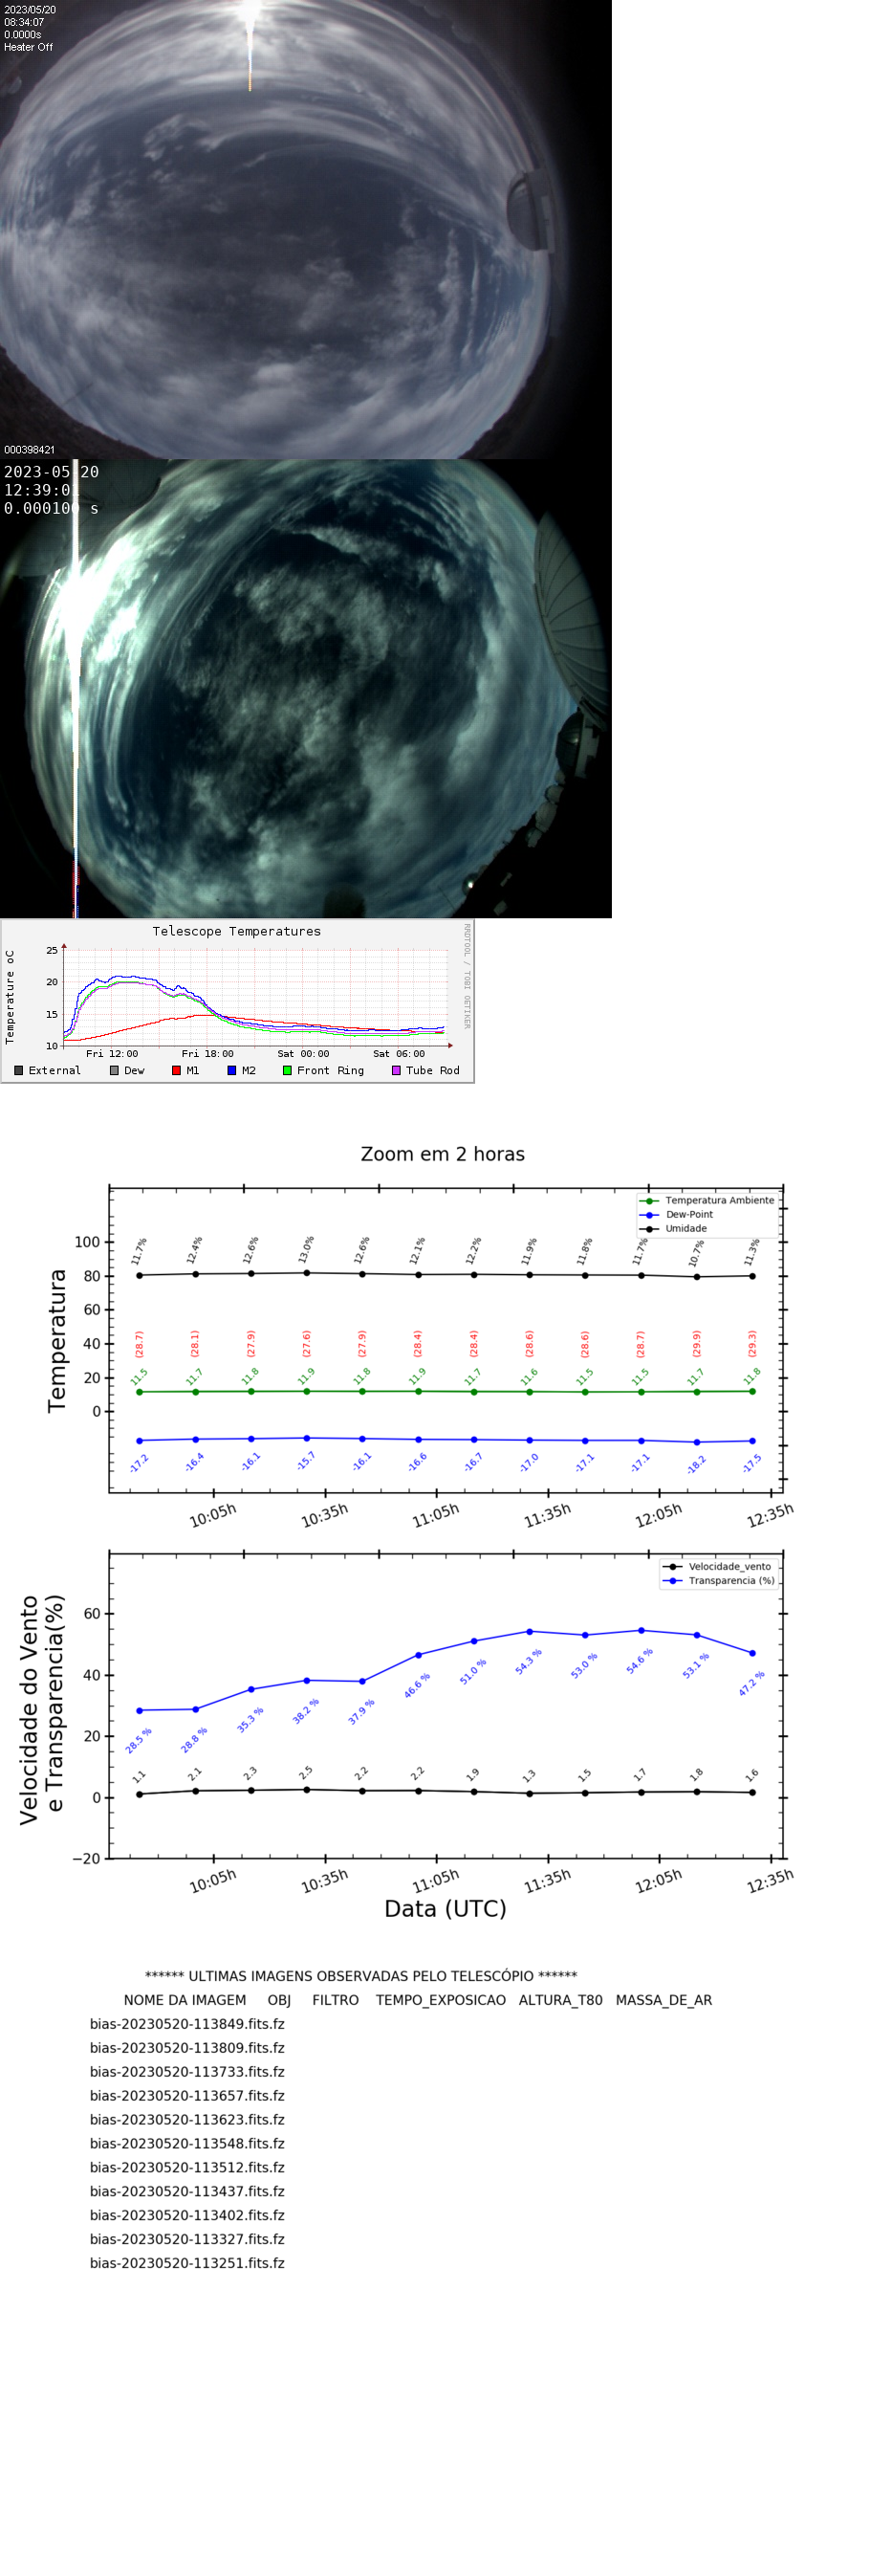 2023/05/20
08:34:07
0.0000s
Heater Off
000398421
2023-05-20
12:39:0
0.000100 s
Telescope Temperatures
RRDTOOL / TOBI OETIKER
Temperature oC
25
20
15
10
Fri 12:00 Fri 18:00 Sat 00:00 Sat 06:00
External Dew M1 M2 Front Ring Tube Rod
Zoom em 2 horas
Temperatura Ambiente
Dew-Point
Umidade
Temperatura
100
80
60
40
20
0
11.7% 12.4% 12.6% 13.0% 12.6% 12.1% 12.2% 11.9% 11.8% 11.7% 10.7% 11.3%
(28.7) (28.1) (27.9) (27.6) (27.9) (28.4) (28.4) (28.6) (28.6) (28.7) (29.9) (29.3)
11.5 11.7 11.8 11.9 11.8 11.9 11.7 11.6 11.5 11.5 11.7 11.8
-17.2 -16.4 -16.1 -15.7 -16.1 -16.6 -16.7 -17.0 -17.1 -17.1 -18.2 -17.5
10:05h 10:35h 11:05h 11:35h 12:05h 12:35h
Velocidade_vento
Transparencia (%)
Velocidade do Vento
e Transparencia(%)
60
40
20
0
−20
28.5 % 28.8 % 35.3 % 38.2 % 37.9 % 46.6 % 51.0 % 54.3 % 53.0 % 54.6 % 53.1 % 47.2 %
1.1 2.1 2.3 2.5 2.2 2.2 1.9 1.3 1.5 1.7 1.8 1.6
10:05h 10:35h 11:05h 11:35h 12:05h 12:35h
Data (UTC)
****** ULTIMAS IMAGENS OBSERVADAS PELO TELESCÓPIO ******
NOME DA IMAGEM OBJ FILTRO TEMPO_EXPOSICAO ALTURA_T80 MASSA_DE_AR
bias-20230520-113849.fits.fz
bias-20230520-113809.fits.fz
bias-20230520-113733.fits.fz
bias-20230520-113657.fits.fz
bias-20230520-113623.fits.fz
bias-20230520-113548.fits.fz
bias-20230520-113512.fits.fz
bias-20230520-113437.fits.fz
bias-20230520-113402.fits.fz
bias-20230520-113327.fits.fz
bias-20230520-113251.fits.fz